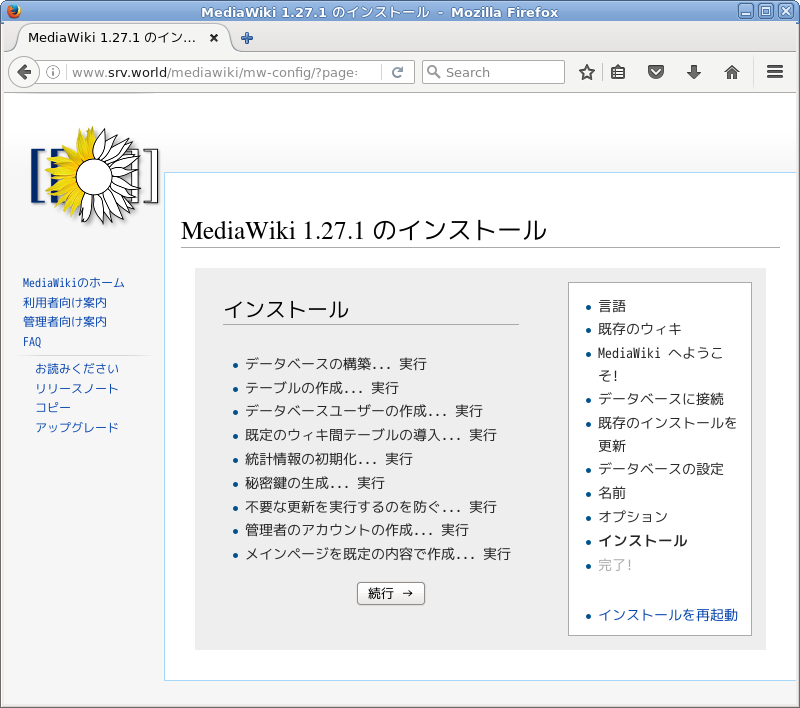 MediaWiki 1.27.1 のインストール - Mozilla Firefox
MediaWiki 1.27.1 のイン...
www.srv.world/mediawiki/mw-config/?page:
Search
MediaWiki 1.27.1 のインストール
MediaWikiのホーム
利用者向け案内
管理者向け案内
FAQ
お読みください
リリースノート
コピー
アップグレード
インストール
データベースの構築... 実行
テーブルの作成... 実行
データベースユーザーの作成... 実行
既定のウィキ間テーブルの導入... 実行
統計情報の初期化... 実行
秘密鍵の生成... 実行
不要な更新を実行するのを防ぐ... 実行
管理者のアカウントの作成... 実行
メインページを既定の内容で作成... 実行
続行 →
言語
既存のウィキ
MediaWiki へようこ
そ!
データベースに接続
既存のインストールを
更新
データベースの設定
名前
オプション
インストール
完了!
インストールを再起動